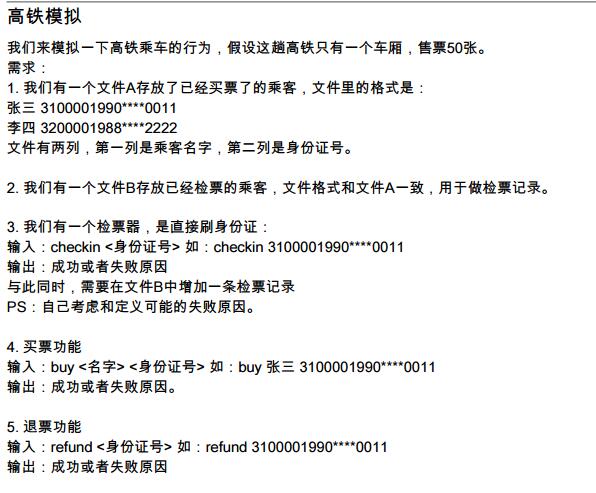 高铁模拟
我们来模拟一下高铁乘车的行为，假设这趟高铁只有一个车厢，售票50张。
需求：
1. 我们有一个文件A存放了已经买票了的乘客，文件里的格式是：
张三 3100001990****0011
李四 3200001988****2222
文件有两列，第一列是乘客名字，第二列是身份证号。
2. 我们有一个文件B存放已经检票的乘客，文件格式和文件A一致，用于做检票记录。
3. 我们有一个检票器，是直接刷身份证：
输入：checkin <身份证号> 如：checkin 3100001990****0011
输出：成功或者失败原因
与此同时，需要在文件B中增加一条检票记录
PS：自己考虑和定义可能的失败原因。
4. 买票功能
输入：buy <名字> <身份证号> 如：buy 张三 3100001990****0011
输出：成功或者失败原因。
5. 退票功能
输入：refund <身份证号> 如：refund 3100001990****0011
输出：成功或者失败原因